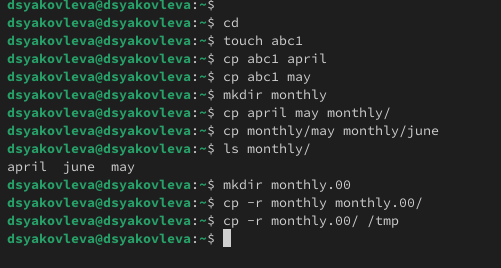 dsyakovleva@dsyakovleva:~$
dsyakovleva@dsyakovleva:~$ cd
dsyakovleva@dsyakovleva:~$ touch abc1
dsyakovleva@dsyakovleva:~$ cp abc1 april
dsyakovleva@dsyakovleva:~$ cp abc1 may
dsyakovleva@dsyakovleva:~$ mkdir monthly
dsyakovleva@dsyakovleva:~$ cp april may monthly/
dsyakovleva@dsyakovleva:~$ cp monthly/may monthly/june
dsyakovleva@dsyakovleva:~$ ls monthly/
april  june  may
dsyakovleva@dsyakovleva:~$ mkdir monthly.00
dsyakovleva@dsyakovleva:~$ cp -r monthly monthly.00/
dsyakovleva@dsyakovleva:~$ cp -r monthly.00/ /tmp
dsyakovleva@dsyakovleva:~$